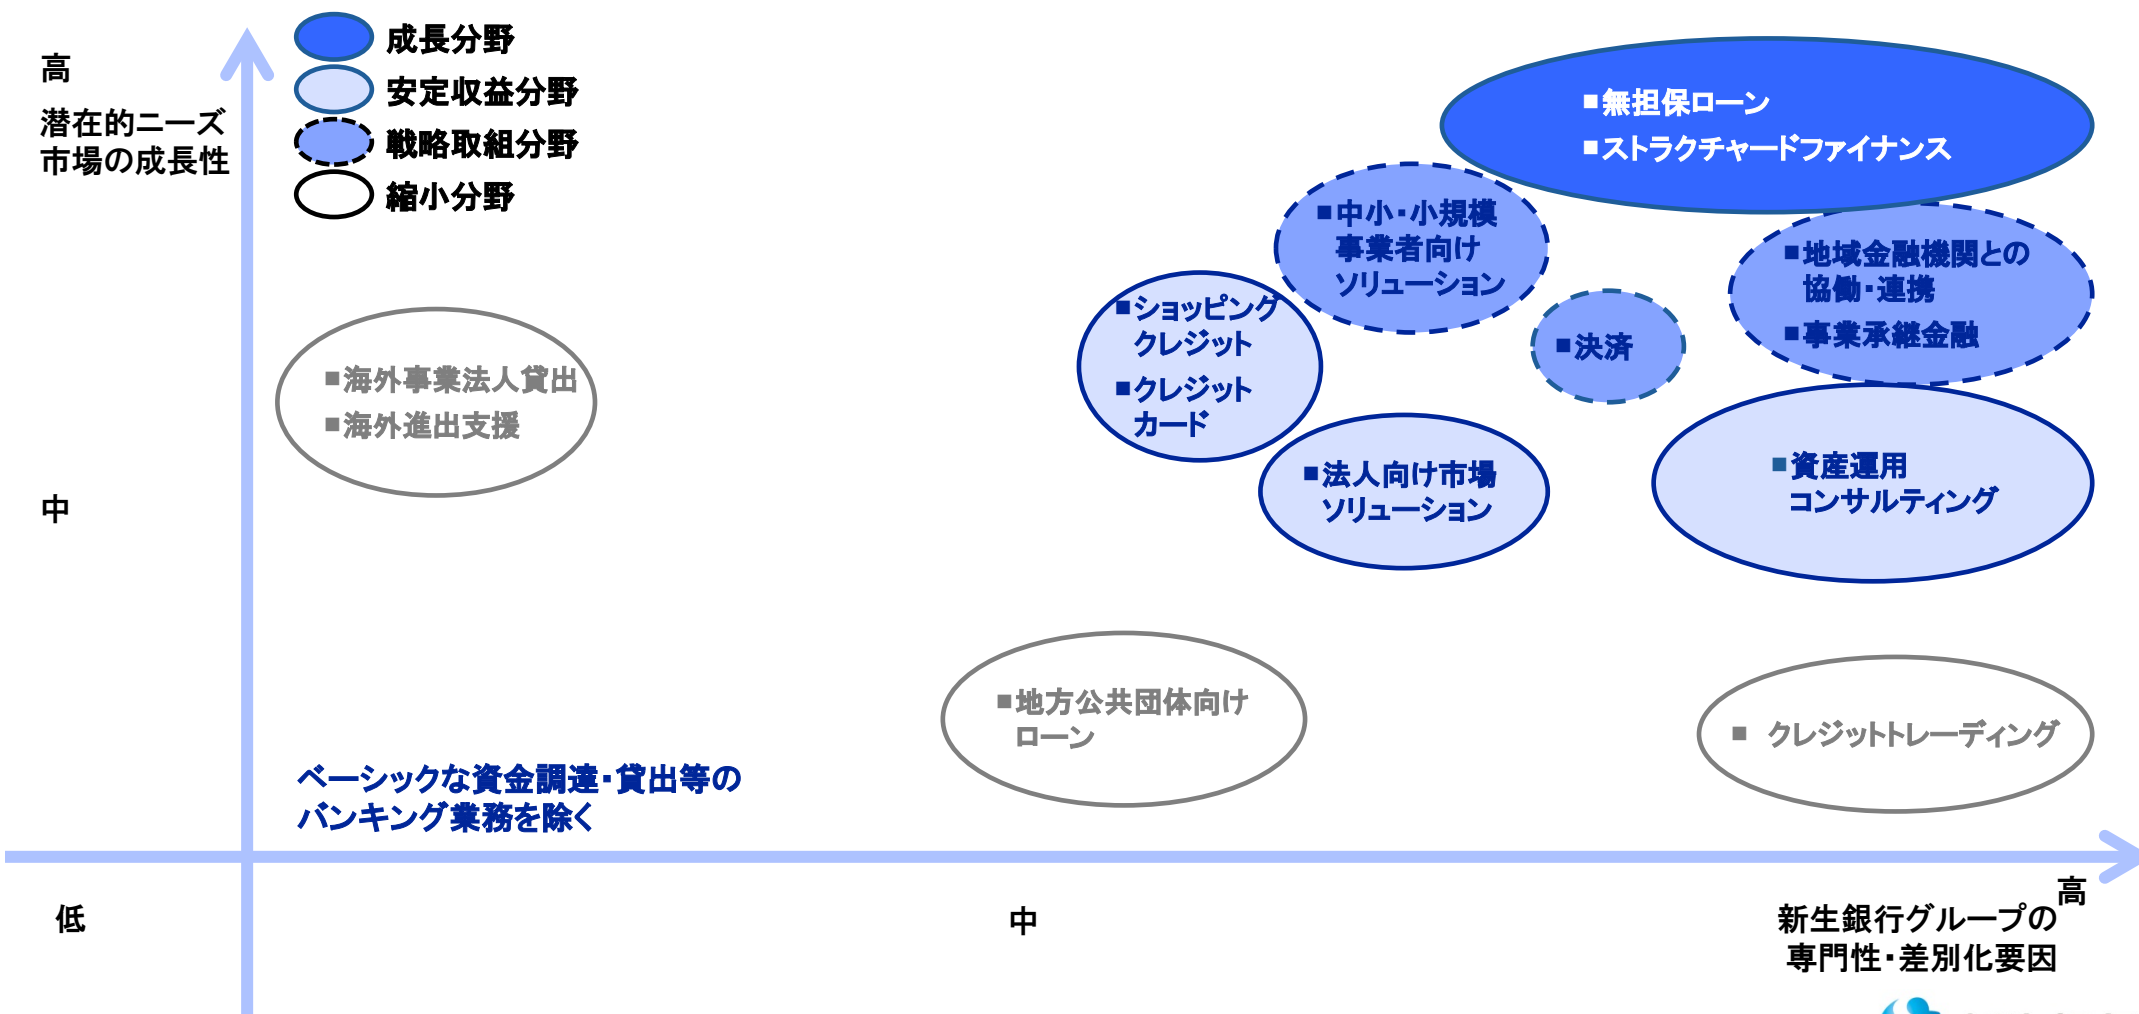 高
潜在的ニーズ
市場の成長性
成長分野
安定収益分野
戦略取組分野
縮小分野
■無担保ローン
■ストラクチャードファイナンス
■中小・小規模
事業者向け
ソリューション
■地域金融機関との
協働・連携
■事業承継金融
■ショッピング
クレジット
■クレジット
カード
■決済
■海外事業法人貸出
■海外進出支援
■法人向け市場
ソリューション
■資産運用
コンサルティング
中
■地方公共団体向け
ローン
■ クレジットトレーディング
ベーシックな資金調達・貸出等の
バンキング業務を除く
低
中
高
新生銀行グループの
専門性・差別化要因